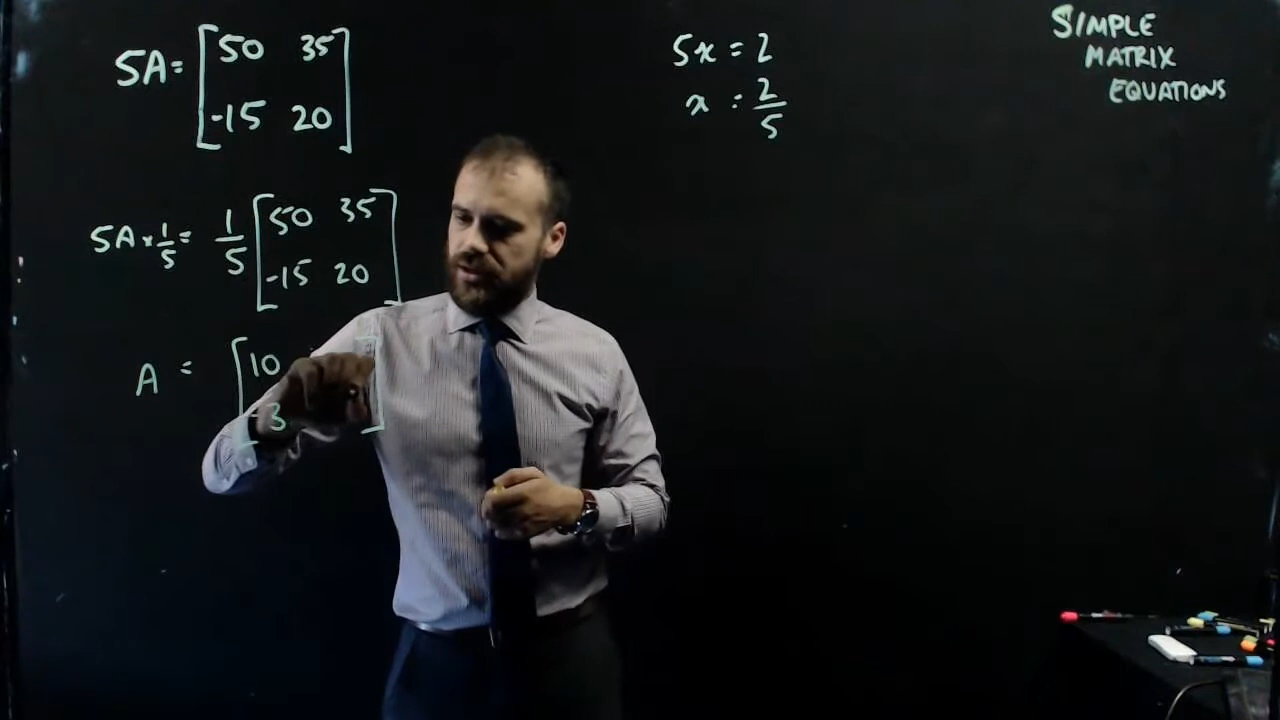 5A = [50 35
-15 20]
5A × 1/5 = 1/5 [50 35
-15 20]
A = [10
-3 ]
5x = 2
x = 2/5
SIMPLE
MATRIX
EQUATIONS